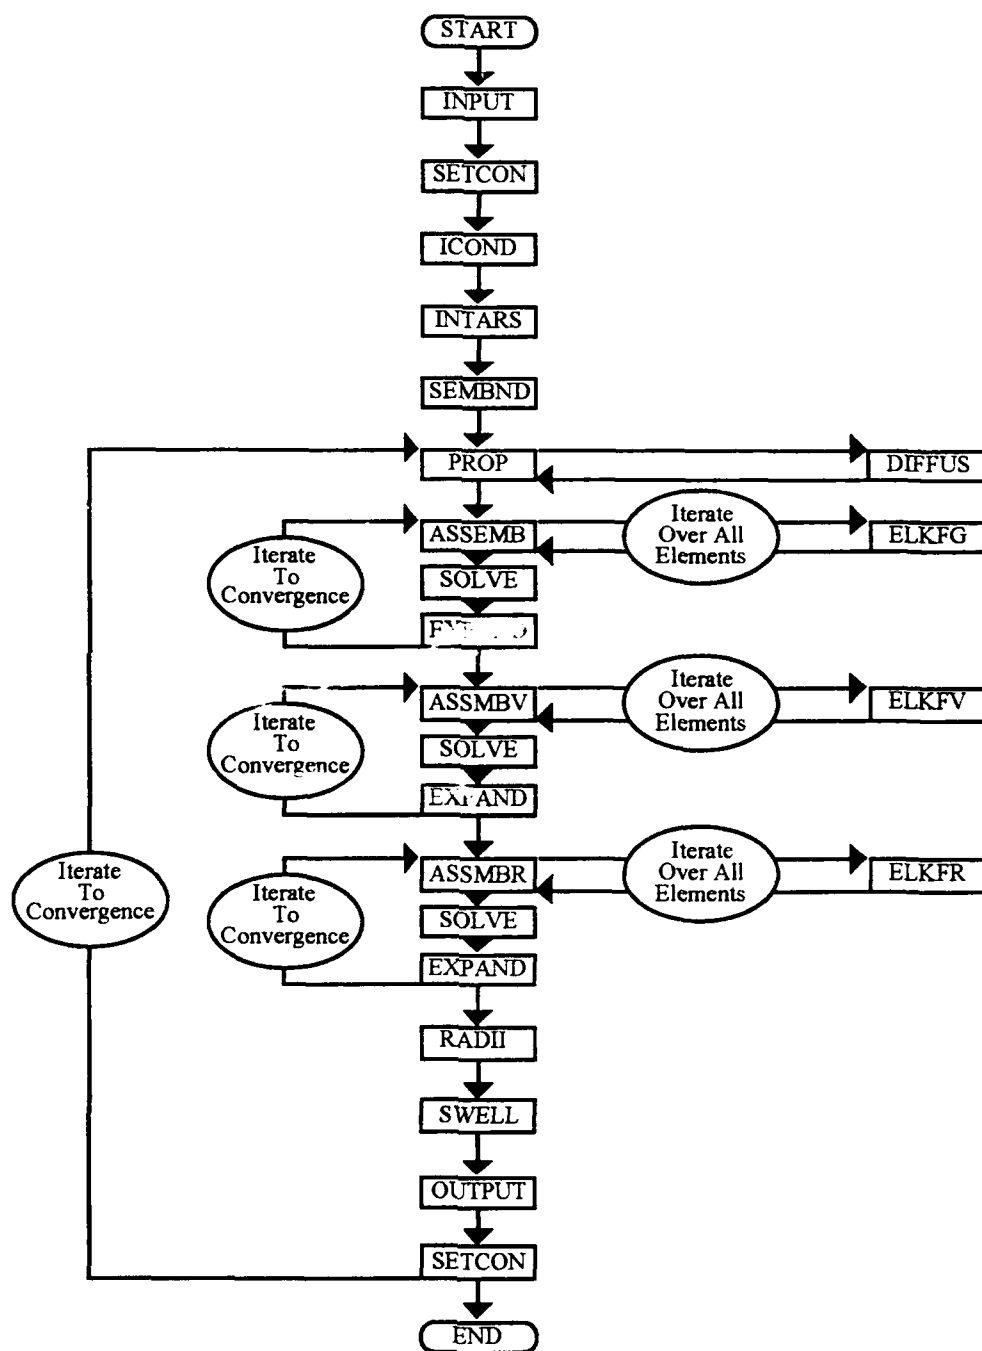 START
INPUT
SETCON
ICOND
INTARS
SEMBND
PROP
DIFFUS
ASSEMB
Iterate
Over All
Elements
ELKFG
Iterate
To
Convergence
SOLVE
ASSMBV
Iterate
Over All
Elements
ELKFV
Iterate
To
Convergence
SOLVE
EXPAND
ASSMBR
Iterate
Over All
Elements
ELKFR
Iterate
To
Convergence
Iterate
To
Convergence
SOLVE
EXPAND
RADII
SWELL
OUTPUT
SETCON
END